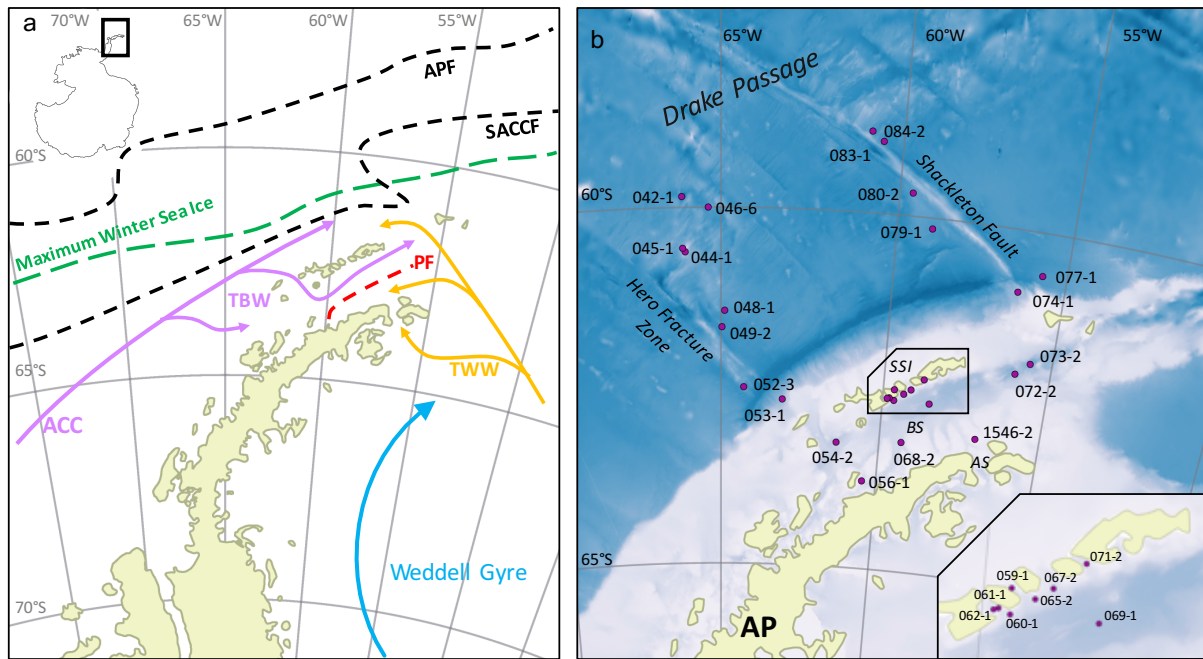 a
70°W
65°W
60°W
55°W
APF
SACCF
60°S
Maximum Winter Sea Ice
PF
TBW
TWW
65°S
ACC
Weddell Gyre
70°S
b
65°W
60°W
55°W
Drake Passage
084-2
083-1
Shackleton Fault
60°S
042-1
046-6
080-2
079-1
045-1
044-1
077-1
074-1
Hero Fracture
Zone
048-1
049-2
073-2
072-2
SSI
052-3
053-1
BS
1546-2
054-2
068-2
AS
056-1
65°S
AP
071-2
059-1
067-2
061-1
065-2
062-1
060-1
069-1